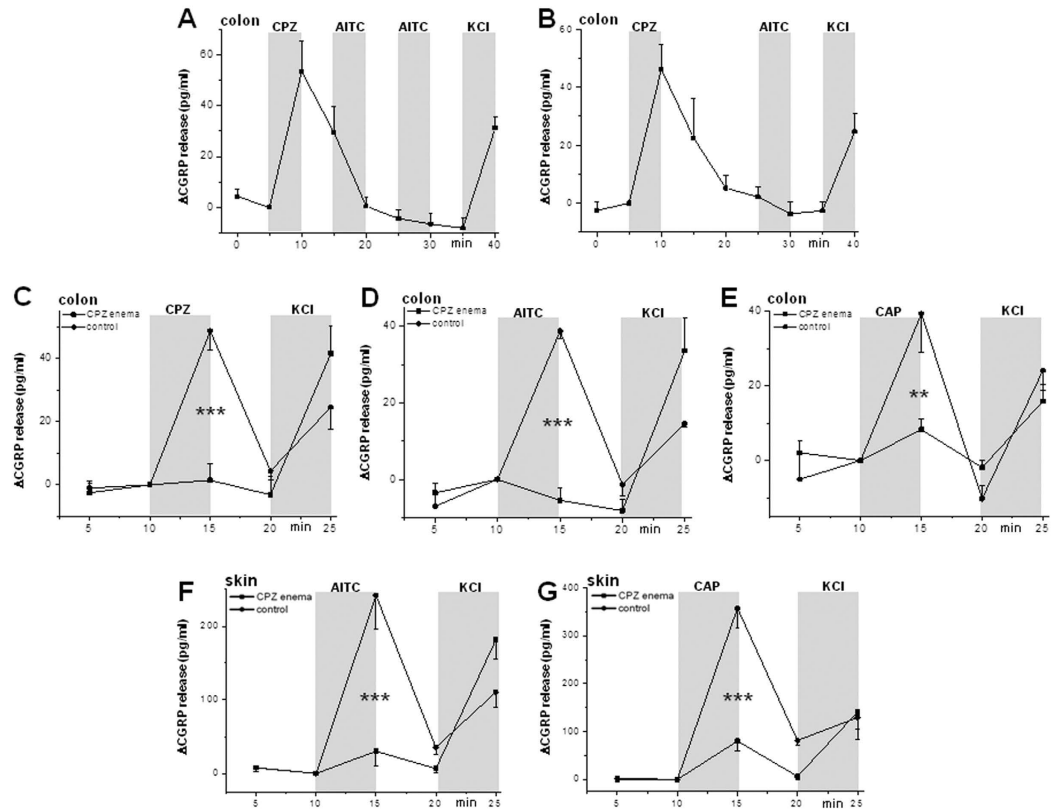 A colon CPZ AITC AITC KCl
ΔCGRP release (pg/ml)
60
40
20
0
0 10 20 30 min 40
B colon CPZ AITC KCl
ΔCGRP release (pg/ml)
60
40
20
0
0 10 20 30 min 40
C colon CPZ KCl
CPZ enema
control
ΔCGRP release (pg/ml)
40
20
0
***
5 10 15 20 min 25
D colon AITC KCl
CPZ enema
control
ΔCGRP release (pg/ml)
40
20
0
***
5 10 15 20 min 25
E colon CAP KCl
CPZ enema
control
ΔCGRP release (pg/ml)
40
20
0
**
5 10 15 20 min 25
F skin AITC KCl
CPZ enema
control
ΔCGRP release (pg/ml)
200
100
0
***
5 10 15 20 min 25
G skin CAP KCl
CPZ enema
control
ΔCGRP release (pg/ml)
400
300
200
100
0
***
5 10 15 20 min 25